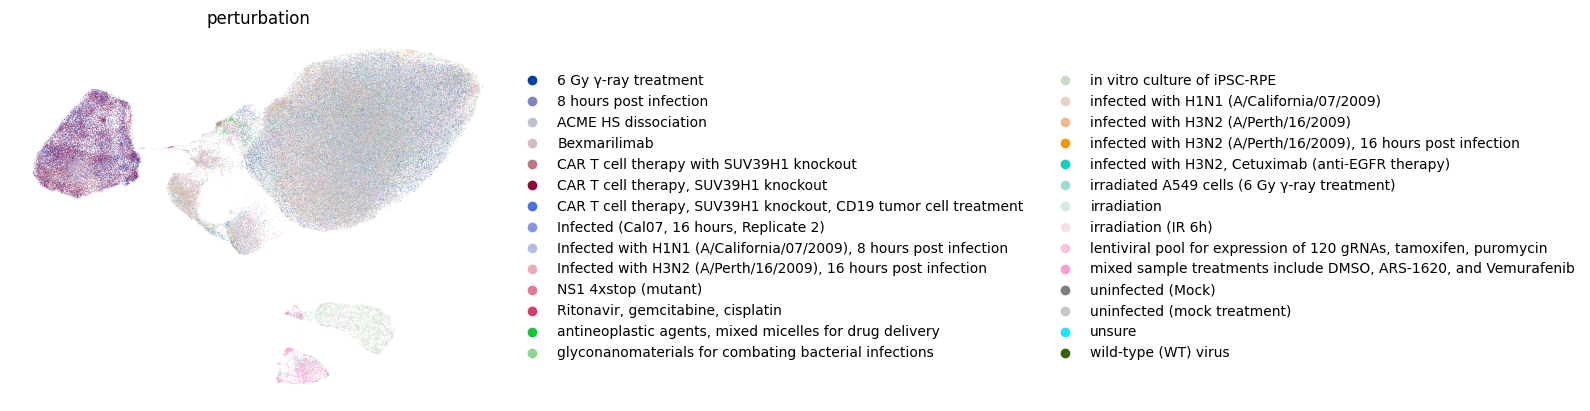 perturbation
6 Gy γ-ray treatment
8 hours post infection
ACME HS dissociation
Bexmarilimab
CAR T cell therapy with SUV39H1 knockout
CAR T cell therapy, SUV39H1 knockout
CAR T cell therapy, SUV39H1 knockout, CD19 tumor cell treatment
Infected (Cal07, 16 hours, Replicate 2)
Infected with H1N1 (A/California/07/2009), 8 hours post infection
Infected with H3N2 (A/Perth/16/2009), 16 hours post infection
NS1 4xstop (mutant)
Ritonavir, gemcitabine, cisplatin
antineoplastic agents, mixed micelles for drug delivery
glyconanomaterials for combating bacterial infections
in vitro culture of iPSC-RPE
infected with H1N1 (A/California/07/2009)
infected with H3N2 (A/Perth/16/2009)
infected with H3N2 (A/Perth/16/2009), 16 hours post infection
infected with H3N2, Cetuximab (anti-EGFR therapy)
irradiated A549 cells (6 Gy γ-ray treatment)
irradiation
irradiation (IR 6h)
lentiviral pool for expression of 120 gRNAs, tamoxifen, puromycin
mixed sample treatments include DMSO, ARS-1620, and Vemurafenib
uninfected (Mock)
uninfected (mock treatment)
unsure
wild-type (WT) virus